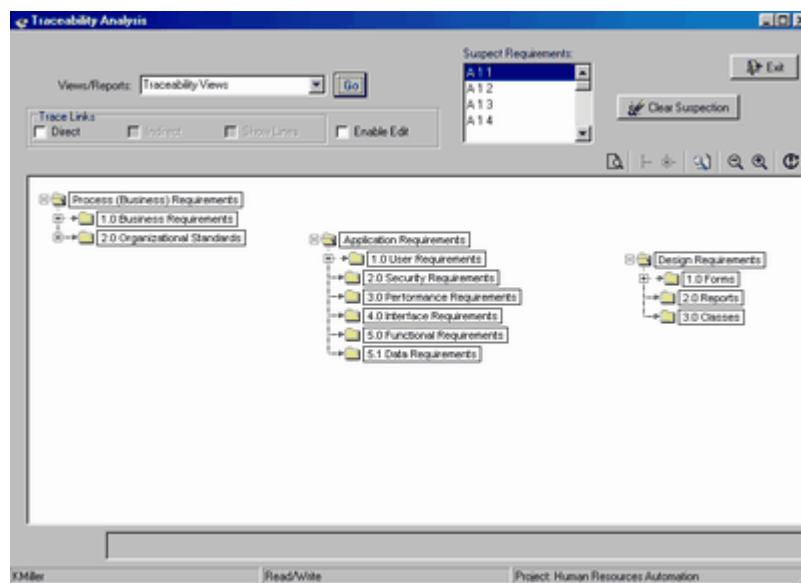 Traceability Analysis
Suspect Requirements:
Views/Reports: Traceability Views Go
A 1 1
A 1 2
A 1 3
A 1 4
Exit
Clear Suspection
Trace Links
Direct Indirect Show Lines Enable Edit
Process (Business) Requirements
1.0 Business Requirements
2.0 Organizational Standards
Application Requirements
1.0 User Requirements
2.0 Security Requirements
3.0 Performance Requirements
4.0 Interface Requirements
5.0 Functional Requirements
5.1 Data Requirements
Design Requirements
1.0 Forms
2.0 Reports
3.0 Classes
KMiller Read/Write Project: Human Resources Automation